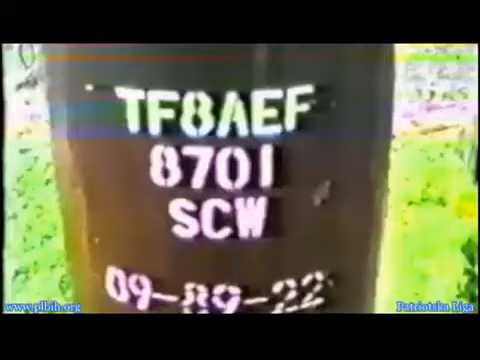 TF8AEF
8701
SCW
09-89-22
www.plbih.org
Patriotska Liga